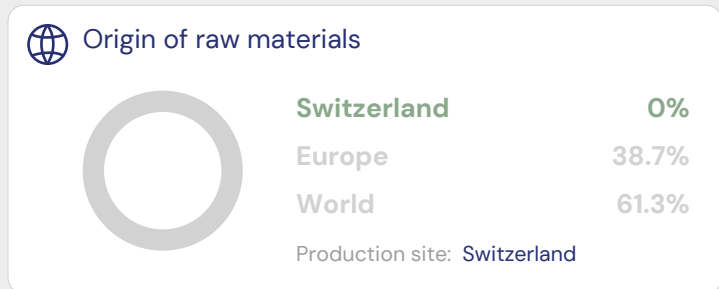 Origin of raw materials
Switzerland 0%
Europe 38.7%
World 61.3%
Production site: Switzerland